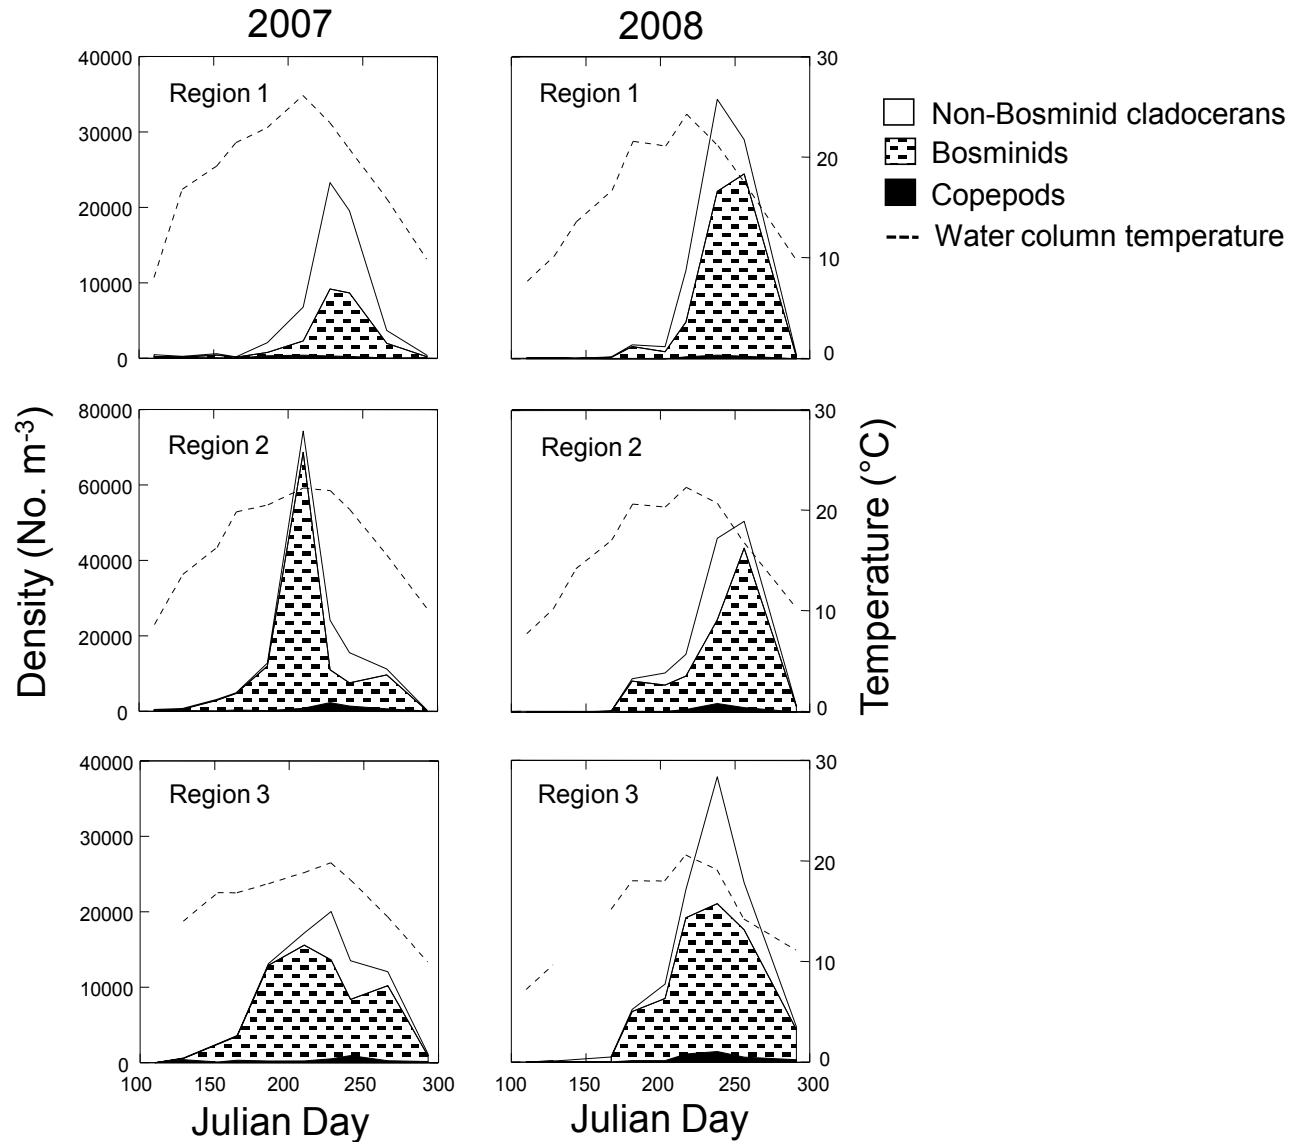 2007
2008
40000
30000
20000
10000
0
Region 1
Region 1
30
20
10
0
Non-Bosminid cladocerans
Bosminids
Copepods
Water column temperature
Density (No. m-3)
80000
60000
40000
20000
0
Region 2
Region 2
30
20
10
0
Temperature (°C)
40000
30000
20000
10000
0
Region 3
Region 3
30
20
10
0
100 150 200 250 300
100 150 200 250 300
Julian Day
Julian Day